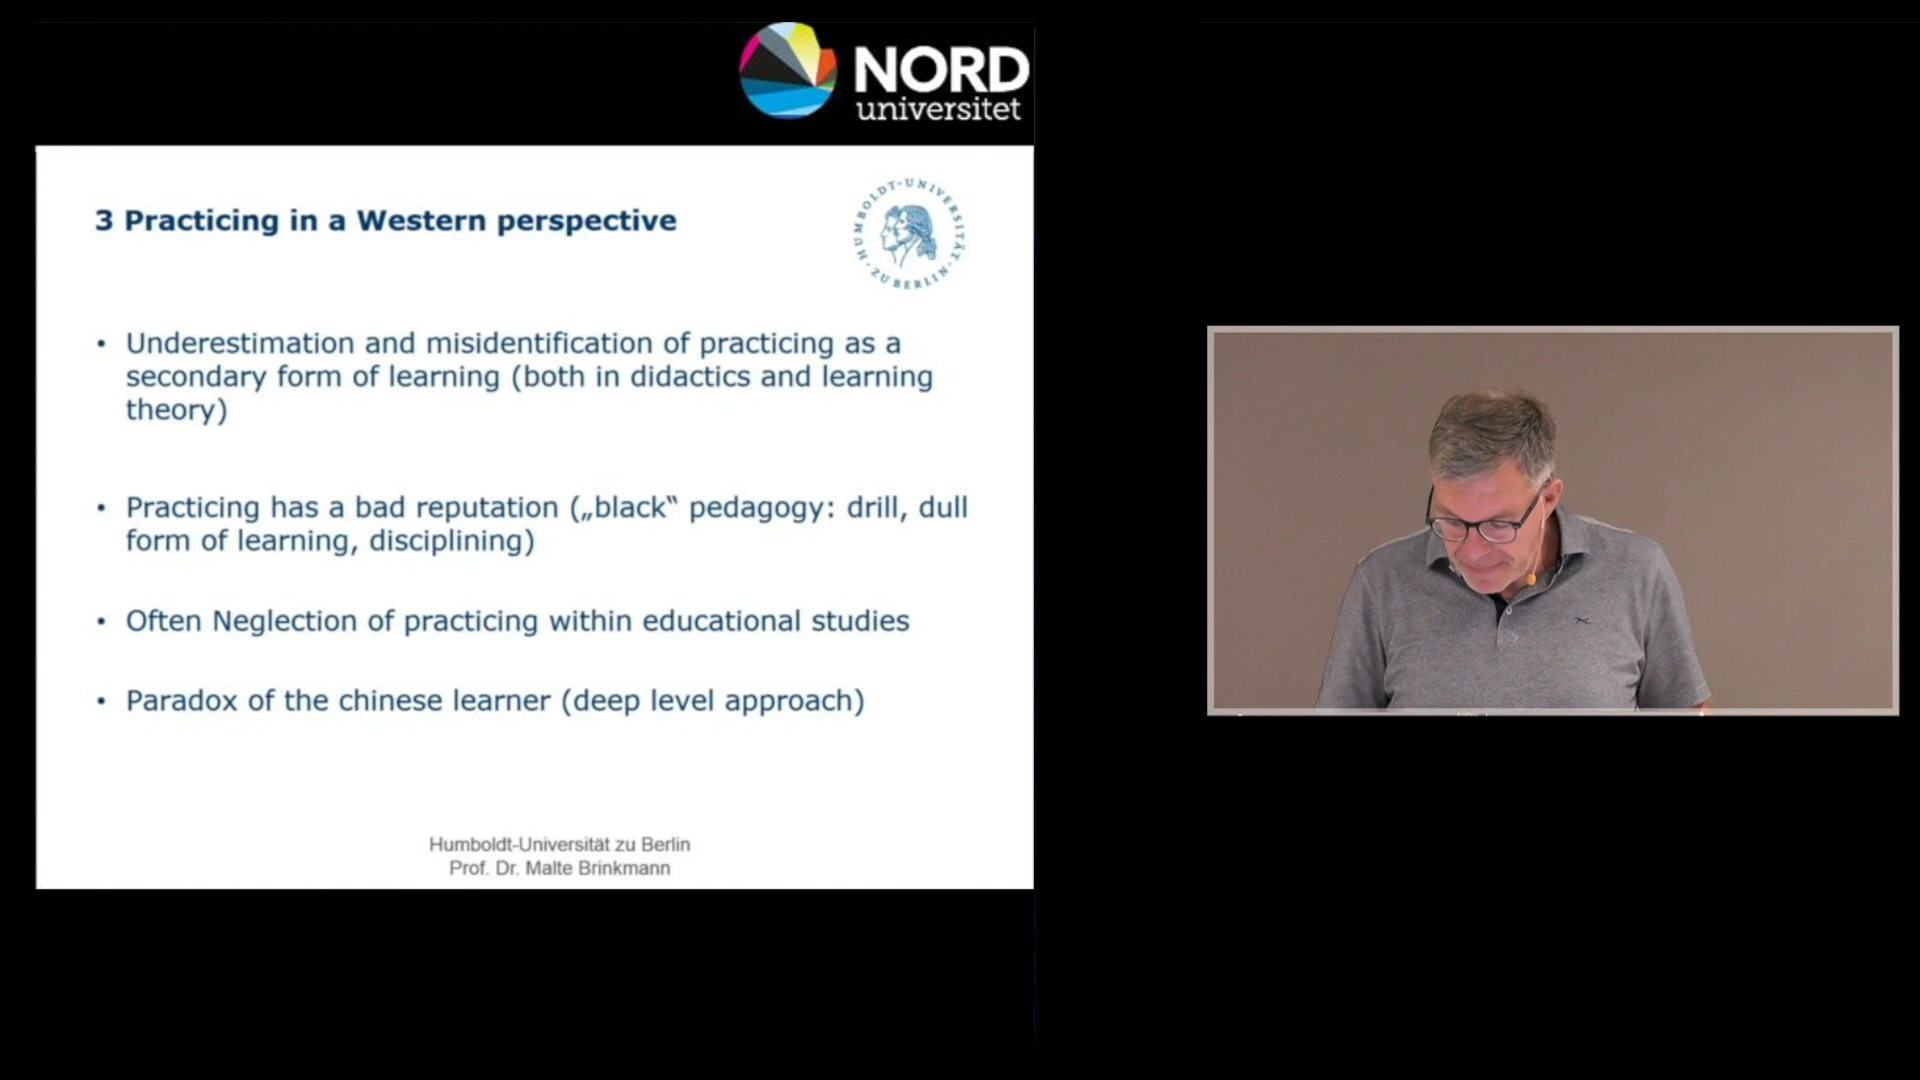 NORD
universitet
3 Practicing in a Western perspective
HUMBOLDT-UNIVERSITÄT · ZU BERLIN ·
• Underestimation and misidentification of practicing as a
secondary form of learning (both in didactics and learning
theory)
• Practicing has a bad reputation („black“ pedagogy: drill, dull
form of learning, disciplining)
• Often Neglection of practicing within educational studies
• Paradox of the chinese learner (deep level approach)
Humboldt-Universität zu Berlin
Prof. Dr. Malte Brinkmann